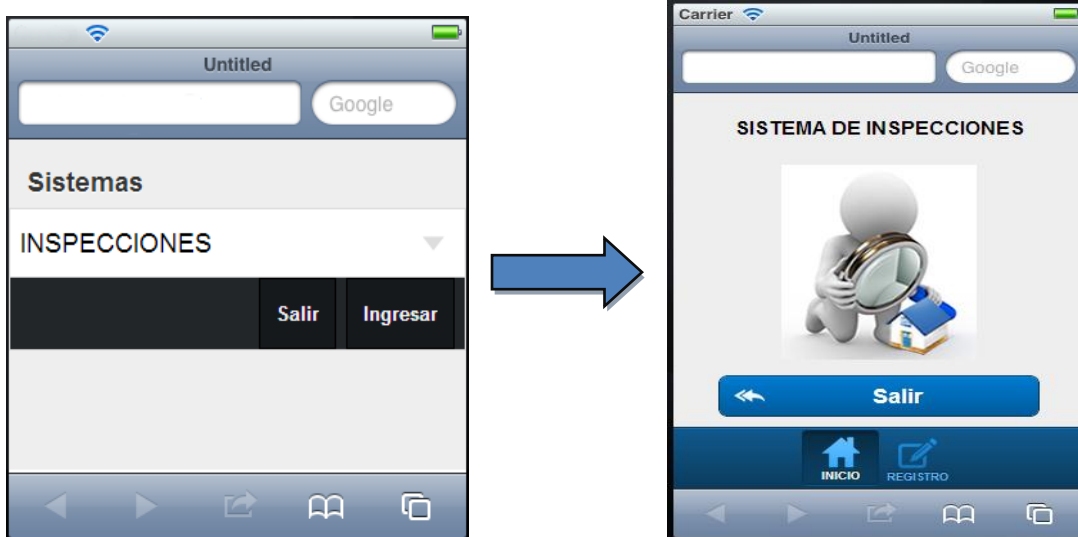 Untitled
Google
Sistemas
INSPECCIONES
Salir Ingresar
Carrier
Untitled
Google
SISTEMA DE INSPECCIONES
Salir
INICIO REGISTRO